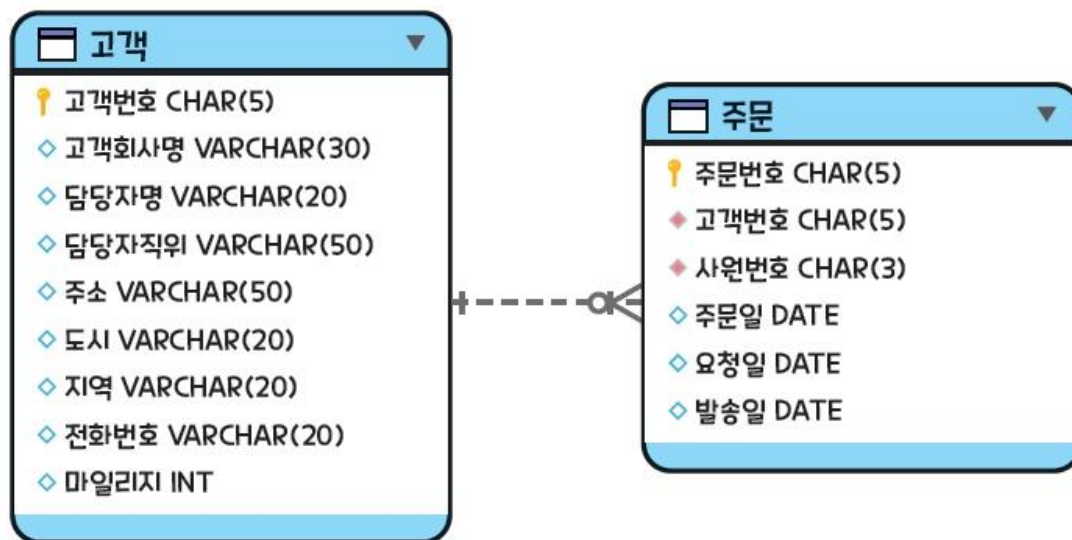 고객
고객번호 CHAR(5)
고객회사명 VARCHAR(30)
담당자명 VARCHAR(20)
담당자직위 VARCHAR(50)
주소 VARCHAR(50)
도시 VARCHAR(20)
지역 VARCHAR(20)
전화번호 VARCHAR(20)
마일리지 INT
주문
주문번호 CHAR(5)
고객번호 CHAR(5)
사원번호 CHAR(3)
주문일 DATE
요청일 DATE
발송일 DATE